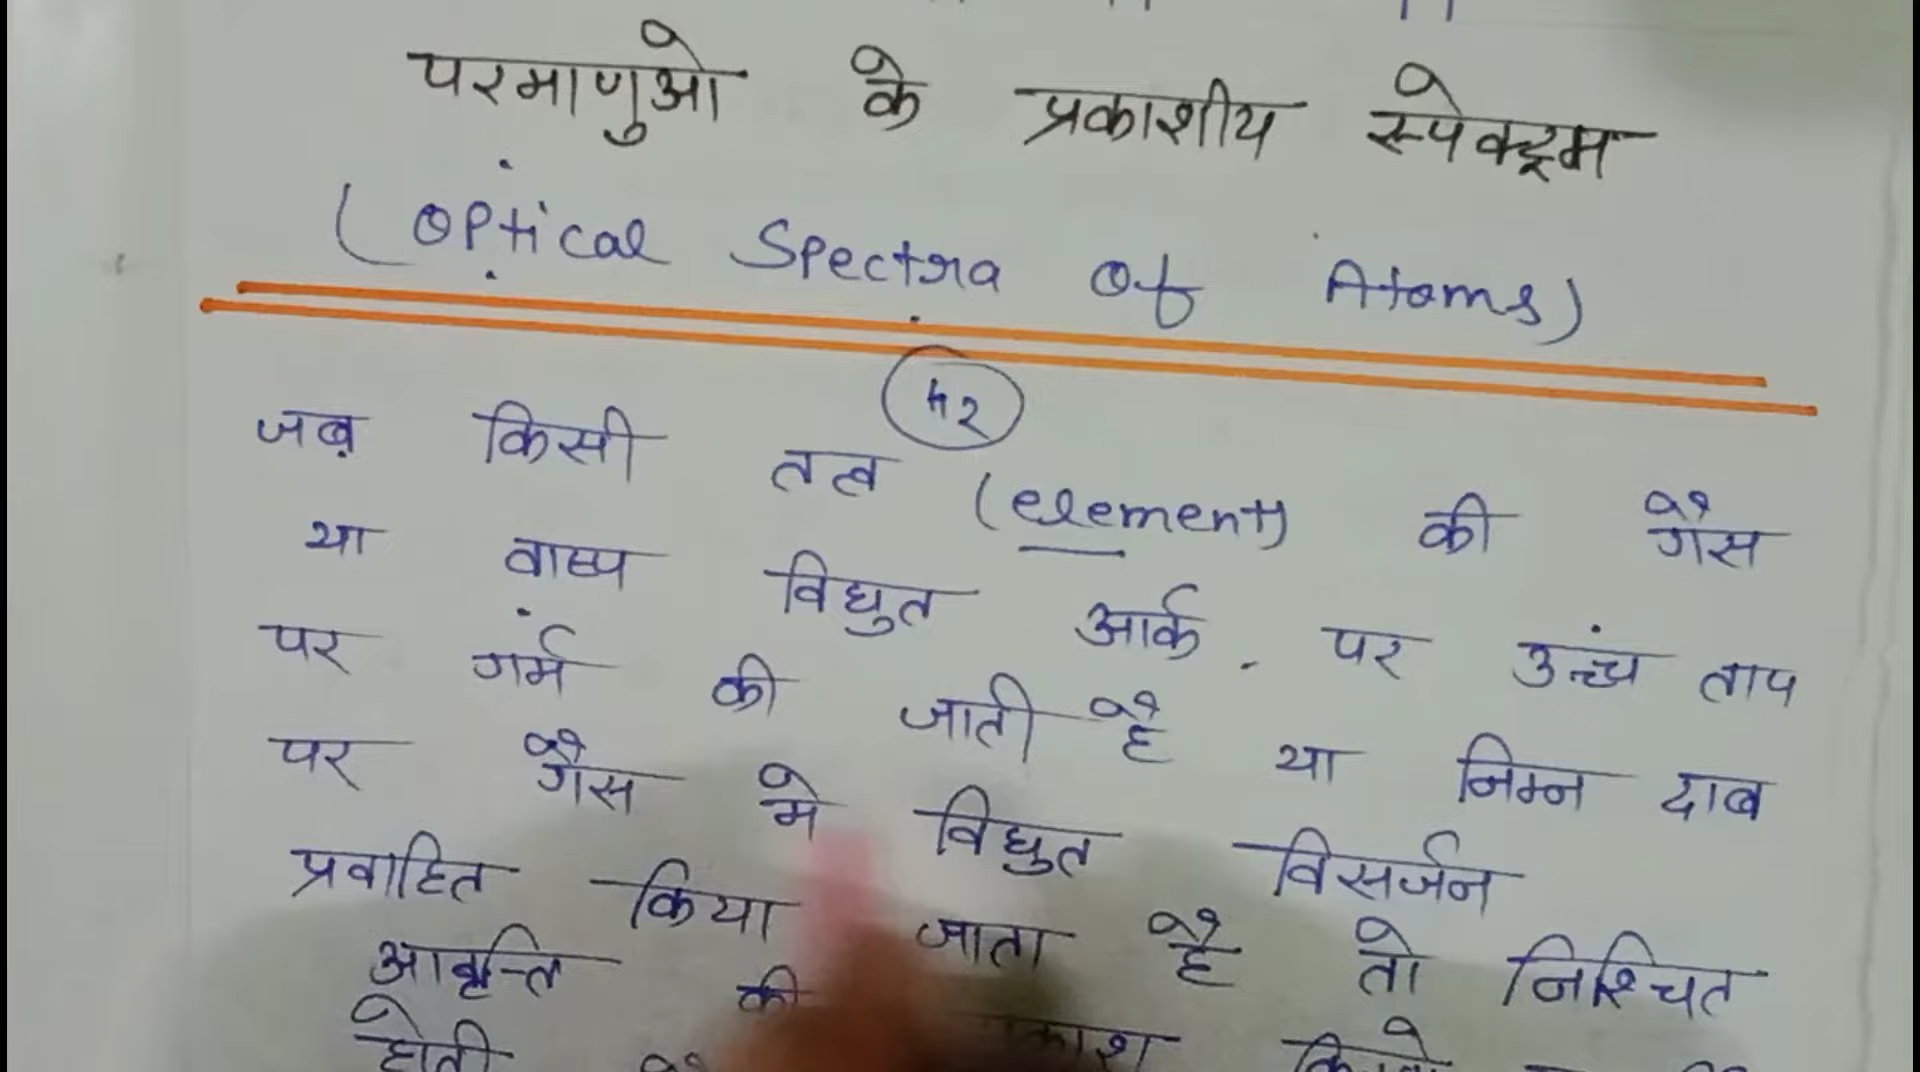 परमाणुओ के प्रकाशीय स्पेक्ट्रम
(Optical Spectra of Atoms)
जब किसी तत्व (element) की गैस
या वाष्प विधुत आर्क पर उच्च ताप
पर गर्म की जाती है या निम्न दाब
पर गैस मे विधुत विसर्जन
प्रवाहित किया जाता है तो निश्चित
आवृत्ति की
होती